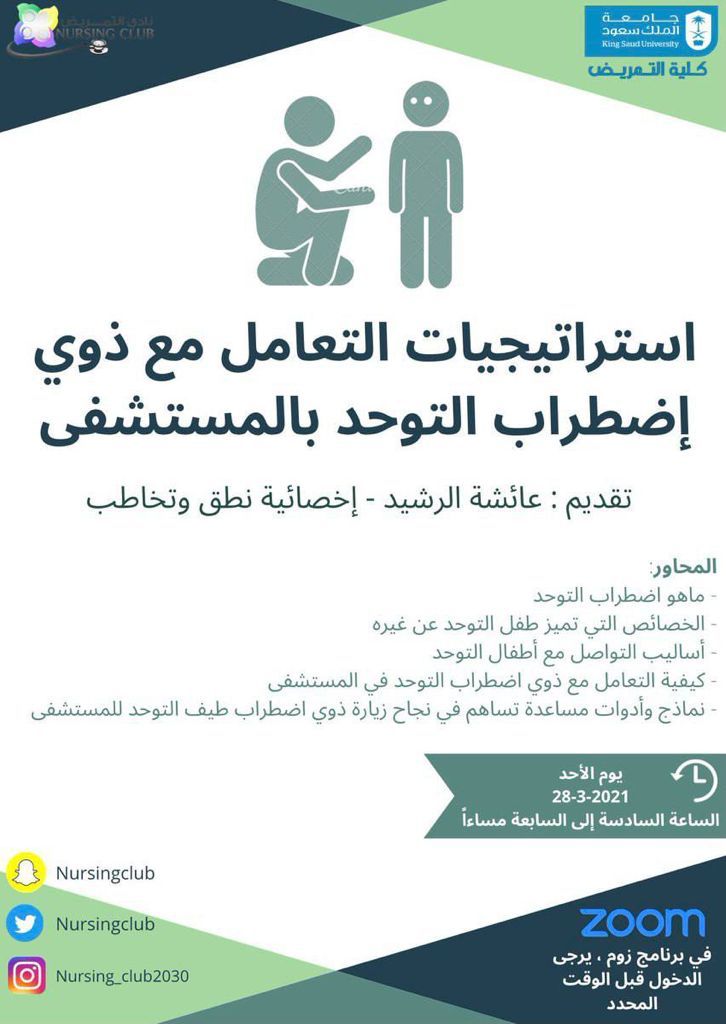 نادي التمريض
NURSING CLUB
جامعة
الملك سعود
King Saud University
كلية التمريض
استراتيجيات التعامل مع ذوي
إضطراب التوحد بالمستشفى
تقديم : عائشة الرشيد - إخصائية نطق وتخاطب
المحاور:
- ماهو اضطراب التوحد
- الخصائص التي تميز طفل التوحد عن غيره
- أساليب التواصل مع أطفال التوحد
- كيفية التعامل مع ذوي اضطراب التوحد في المستشفى
- نماذج وأدوات مساعدة تساهم في نجاح زيارة ذوي اضطراب طيف التوحد للمستشفى
يوم الأحد
28-3-2021
الساعة السادسة إلى السابعة مساءاً
Nursingclub
Nursingclub
Nursing_club2030
zoom
في برنامج زوم ، يرجى
الدخول قبل الوقت
المحدد